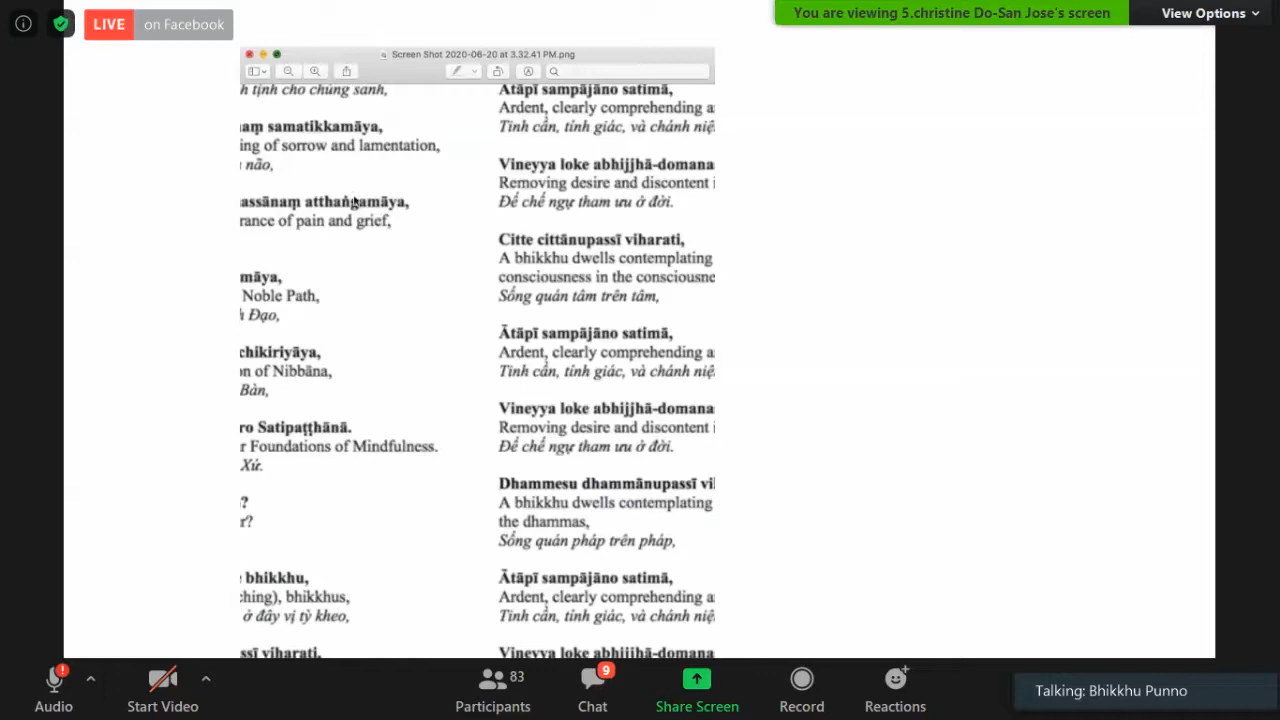 LIVE on Facebook
You are viewing 5.christine Do-San Jose's screen
View Options
Screen Shot 2020-06-20 at 3.32.41 PM.png
h tịnh cho chúng sanh,
aṃ samatikkamāya,
ing of sorrow and lamentation,
não,
assānaṃ atthaṅgamāya,
rance of pain and grief,
māya,
Noble Path,
h Đạo,
chikiriyāya,
on of Nibbāna,
Bàn,
ro Satipaṭṭhānā.
r Foundations of Mindfulness.
Xứ.
?
r?
bhikkhu,
ching), bhikkhus,
ở đây vị tỳ kheo,
ssī viharati,
Ātāpī sampājāno satimā,
Ardent, clearly comprehending a
Tinh cần, tỉnh giác, và chánh niệ
Vineyya loke abhijjhā-domana
Removing desire and discontent i
Để chế ngự tham ưu ở đời.
Citte cittānupassī viharati,
A bhikkhu dwells contemplating
consciousness in the consciousne
Sống quán tâm trên tâm,
Ātāpī sampājāno satimā,
Ardent, clearly comprehending a
Tinh cần, tỉnh giác, và chánh niệ
Vineyya loke abhijjhā-domana
Removing desire and discontent i
Để chế ngự tham ưu ở đời.
Dhammesu dhammānupassī vi
A bhikkhu dwells contemplating
the dhammas,
Sống quán pháp trên pháp,
Ātāpī sampājāno satimā,
Ardent, clearly comprehending a
Tinh cần, tỉnh giác, và chánh niệ
Vineyya loke abhijjhā-domana
Audio
Start Video
Participants 83
Chat 9
Share Screen
Record
Reactions
Talking: Bhikkhu Punno